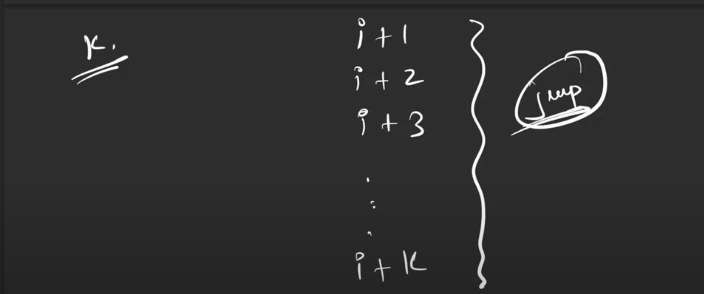 K.
i + 1
i + 2
i + 3
i + K
Jump